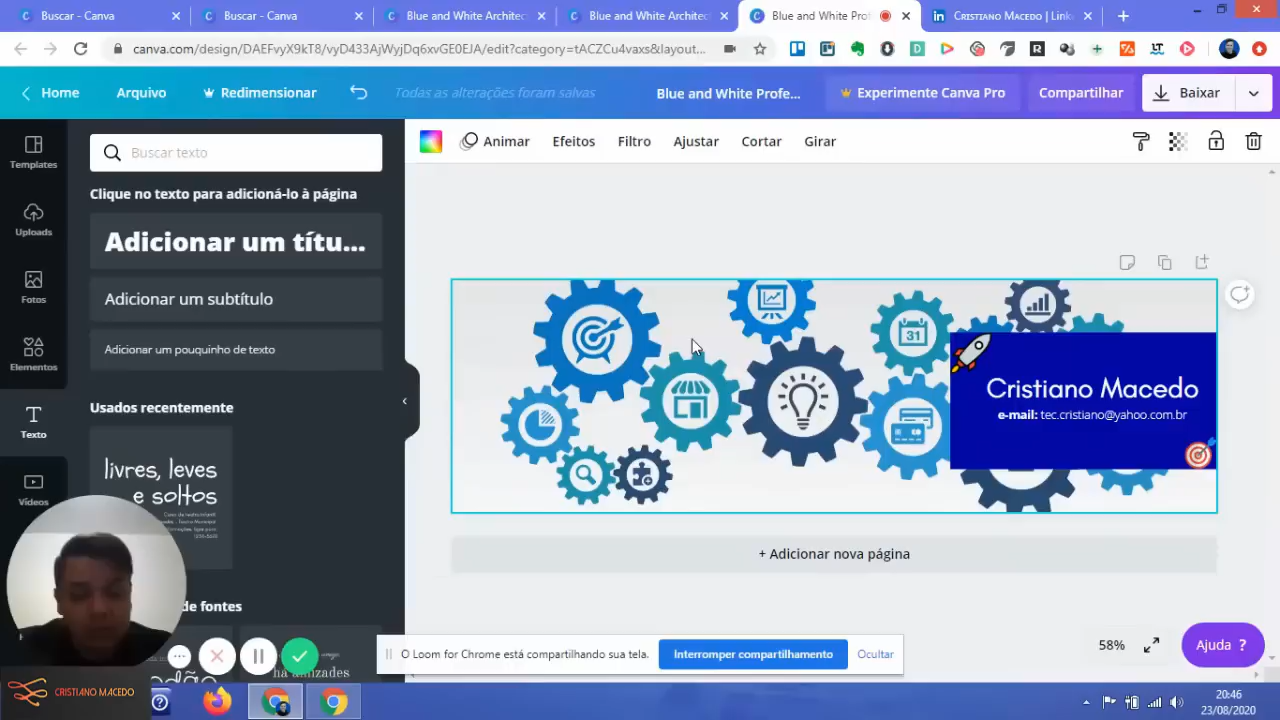 Buscar - Canva
Buscar - Canva
Blue and White Architec
Blue and White Architec
Blue and White Prof
CRISTIANO MACEDO | Link
canva.com/design/DAEFvyX9kT8/vyD433AjWyjDq6xvGE0EJA/edit?category=tACZCu4vaxs&layout...
Home
Arquivo
Redimensionar
Todas as alterações foram salvas
Blue and White Profe...
Experimente Canva Pro
Compartilhar
Baixar
Templates
Uploads
Fotos
Elementos
Texto
Vídeos
Buscar texto
Clique no texto para adicioná-lo à página
Adicionar um títu...
Adicionar um subtítulo
Adicionar um pouquinho de texto
Usados recentemente
livres, leves
e soltos
de fontes
há amizades
Animar
Efeitos
Filtro
Ajustar
Cortar
Girar
31
Cristiano Macedo
e-mail: tec.cristiano@yahoo.com.br
+ Adicionar nova página
O Loom for Chrome está compartilhando sua tela.
Interromper compartilhamento
Ocultar
58%
Ajuda ?
CRISTIANO MACEDO
20:46
23/08/2020